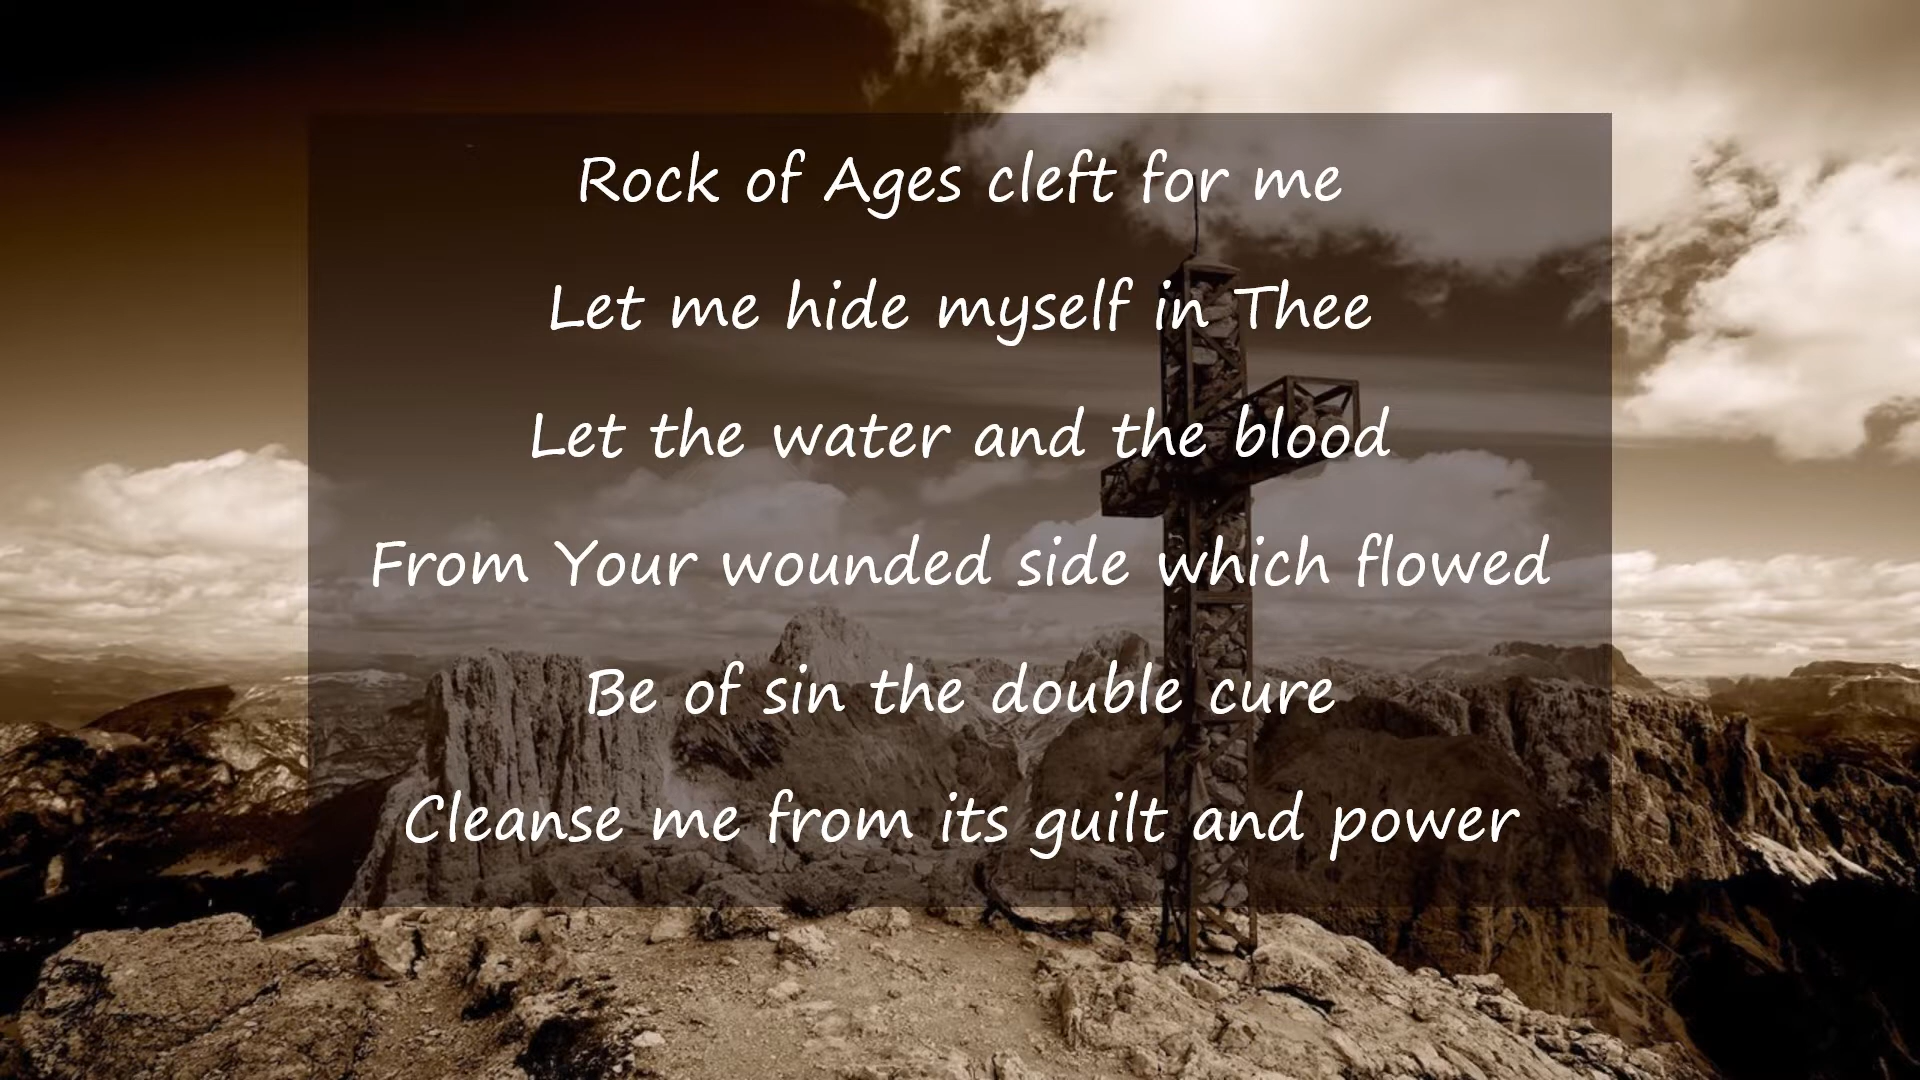 Rock of Ages cleft for me
Let me hide myself in Thee
Let the water and the blood
From Your wounded side which flowed
Be of sin the double cure
Cleanse me from its guilt and power